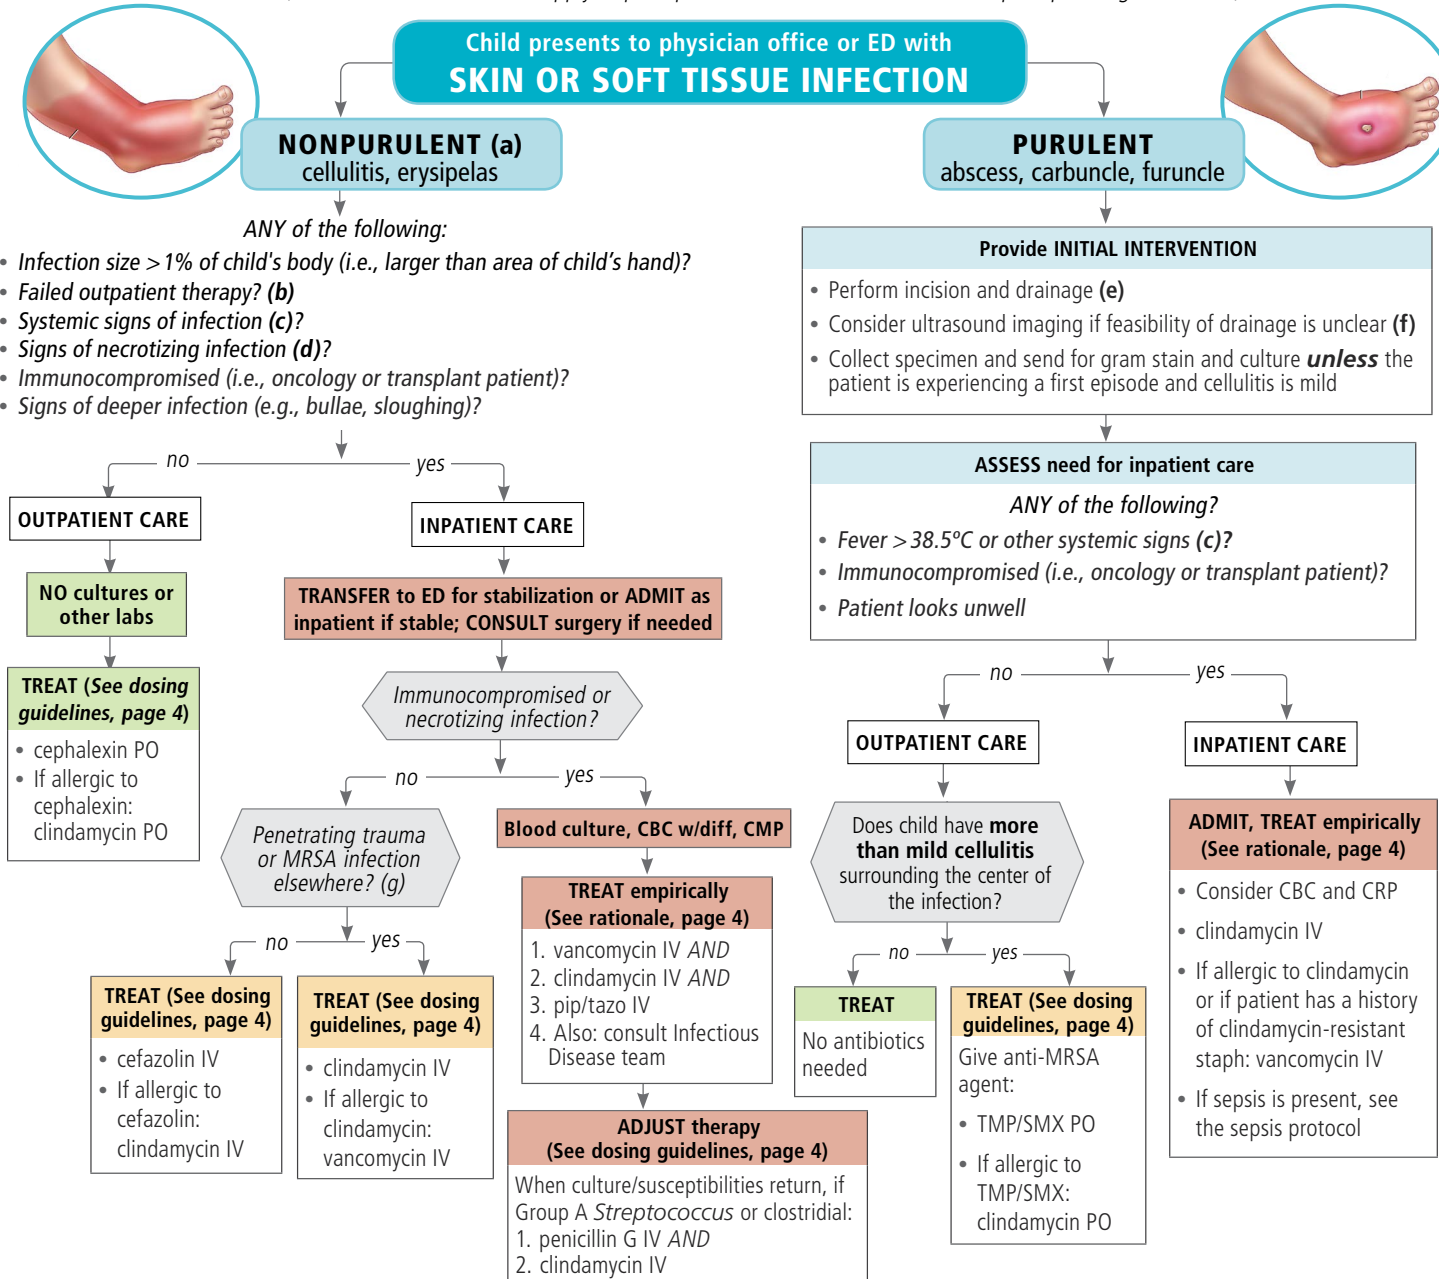 Child presents to physician office or ED with
SKIN OR SOFT TISSUE INFECTION
NONPURULENT (a)
cellulitis, erysipelas
ANY of the following:
• Infection size >1% of child's body (i.e., larger than area of child’s hand)?
• Failed outpatient therapy? (b)
• Systemic signs of infection (c)?
• Signs of necrotizing infection (d)?
• Immunocompromised (i.e., oncology or transplant patient)?
• Signs of deeper infection (e.g., bullae, sloughing)?
no
yes
OUTPATIENT CARE
NO cultures or
other labs
TREAT (See dosing
guidelines, page 4)
• cephalexin PO
• If allergic to
cephalexin:
clindamycin PO
INPATIENT CARE
TRANSFER to ED for stabilization or ADMIT as
inpatient if stable; CONSULT surgery if needed
Immunocompromised or
necrotizing infection?
no
yes
Penetrating trauma
or MRSA infection
elsewhere? (g)
no
yes
TREAT (See dosing
guidelines, page 4)
• cefazolin IV
• If allergic to
cefazolin:
clindamycin IV
TREAT (See dosing
guidelines, page 4)
• clindamycin IV
• If allergic to
clindamycin:
vancomycin IV
Blood culture, CBC w/diff, CMP
TREAT empirically
(See rationale, page 4)
1. vancomycin IV AND
2. clindamycin IV AND
3. pip/tazo IV
4. Also: consult Infectious
Disease team
ADJUST therapy
(See dosing guidelines, page 4)
When culture/susceptibilities return, if
Group A Streptococcus or clostridial:
1. penicillin G IV AND
2. clindamycin IV
PURULENT
abscess, carbuncle, furuncle
Provide INITIAL INTERVENTION
• Perform incision and drainage (e)
• Consider ultrasound imaging if feasibility of drainage is unclear (f)
• Collect specimen and send for gram stain and culture unless the
patient is experiencing a first episode and cellulitis is mild
ASSESS need for inpatient care
ANY of the following?
• Fever >38.5ºC or other systemic signs (c)?
• Immunocompromised (i.e., oncology or transplant patient)?
• Patient looks unwell
no
yes
OUTPATIENT CARE
Does child have more
than mild cellulitis
surrounding the center of
the infection?
no
yes
TREAT
No antibiotics
needed
TREAT (See dosing
guidelines, page 4)
Give anti-MRSA
agent:
• TMP/SMX PO
• If allergic to
TMP/SMX:
clindamycin PO
INPATIENT CARE
ADMIT, TREAT empirically
(See rationale, page 4)
• Consider CBC and CRP
• clindamycin IV
• If allergic to clindamycin
or if patient has a history
of clindamycin-resistant
staph: vancomycin IV
• If sepsis is present, see
the sepsis protocol